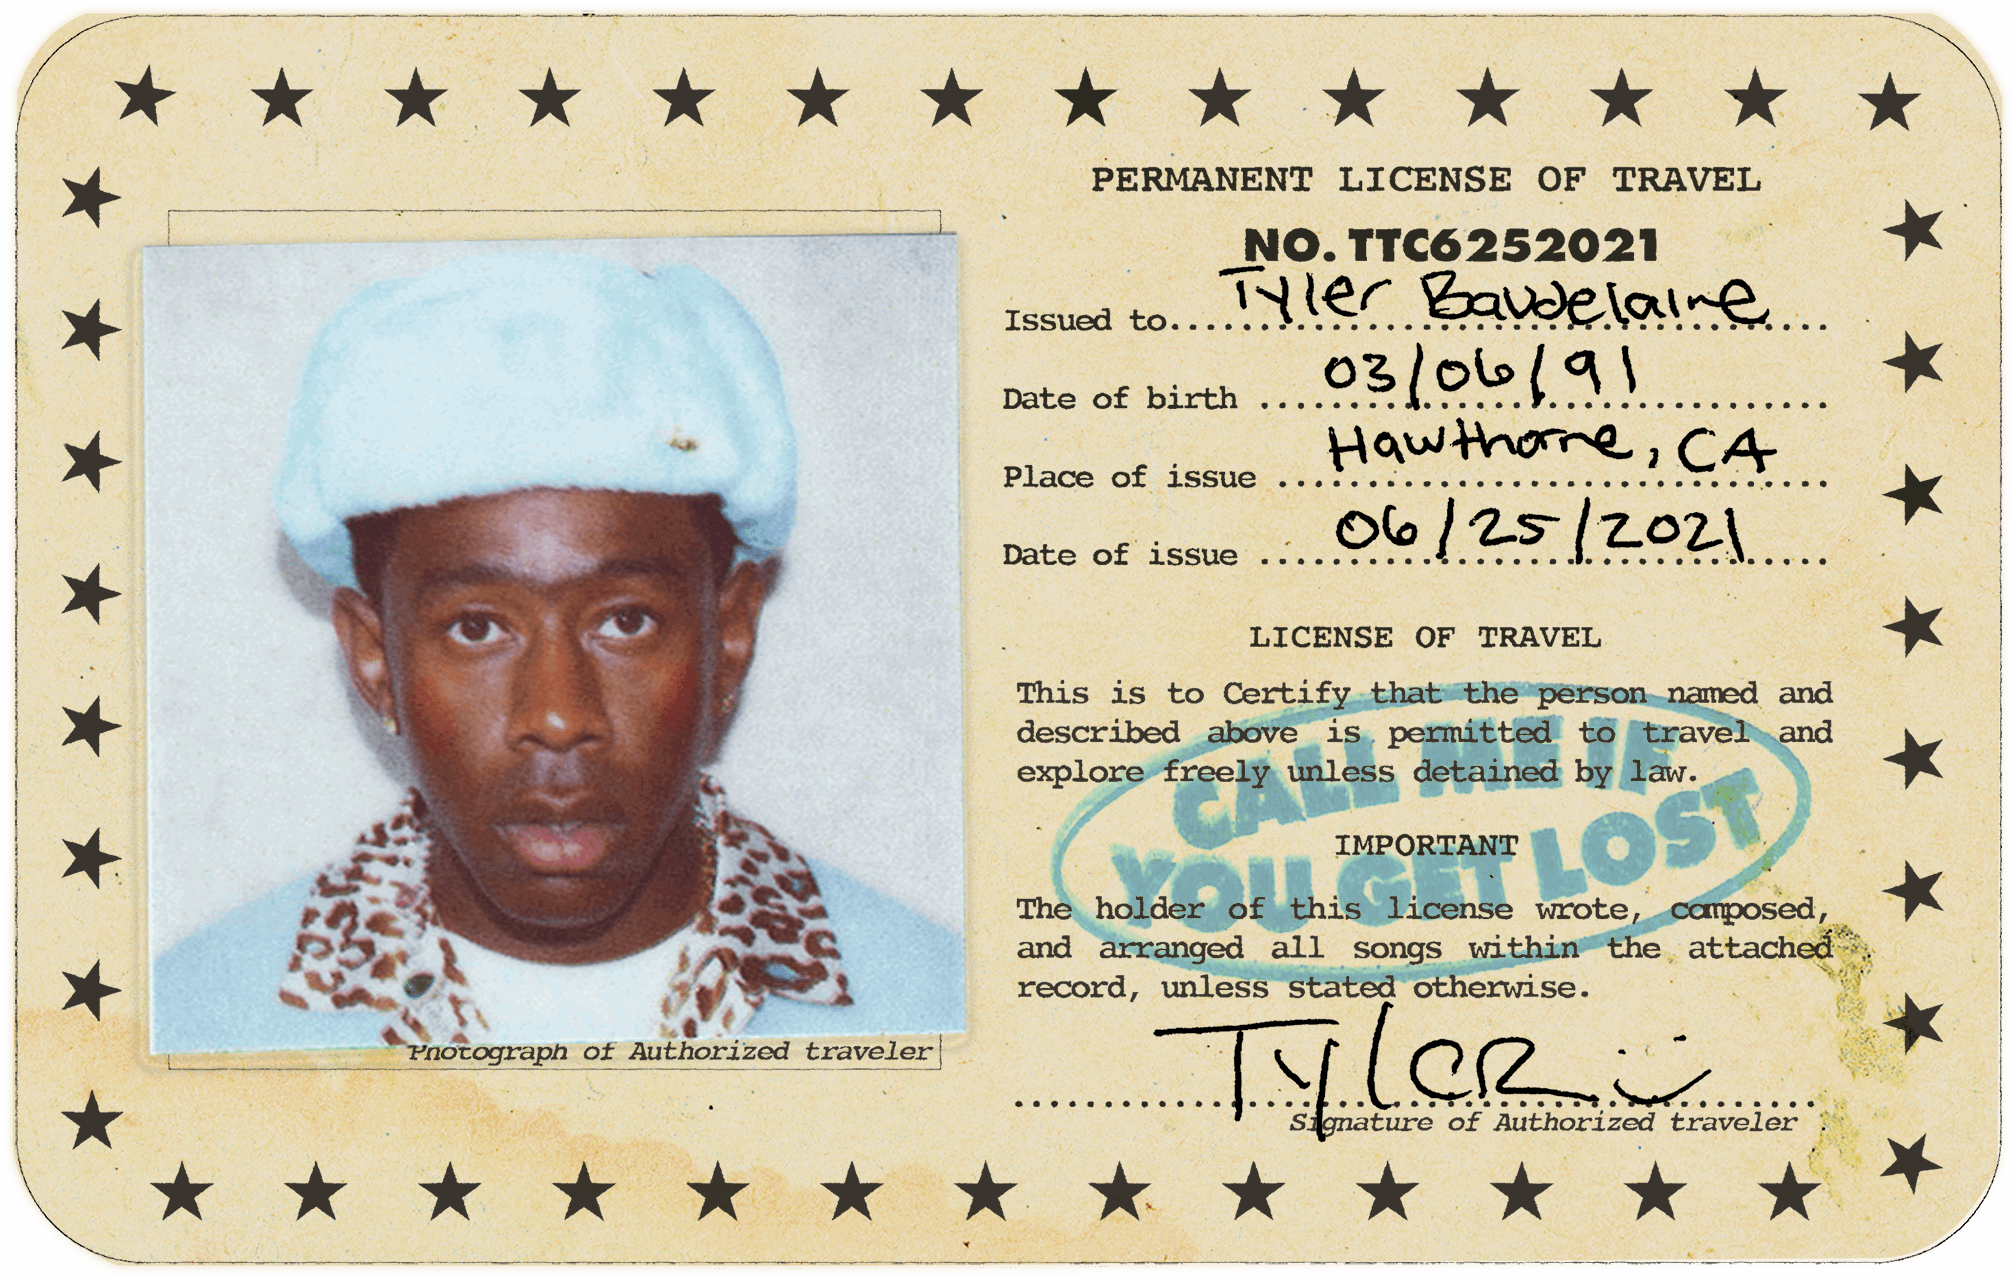 PERMANENT LICENSE OF TRAVEL
NO. TTC6252021
Issued to Tyler Baudelaire
Date of birth 03/06/91
Place of issue Hawthorne, CA
Date of issue 06/25/2021
LICENSE OF TRAVEL
This is to Certify that the person named and
described above is permitted to travel and
explore freely unless detained by law.
CALL ME IF
YOU GET LOST
IMPORTANT
The holder of this license wrote, composed,
and arranged all songs within the attached
record, unless stated otherwise.
Tyler
Signature of Authorized traveler
Photograph of Authorized traveler